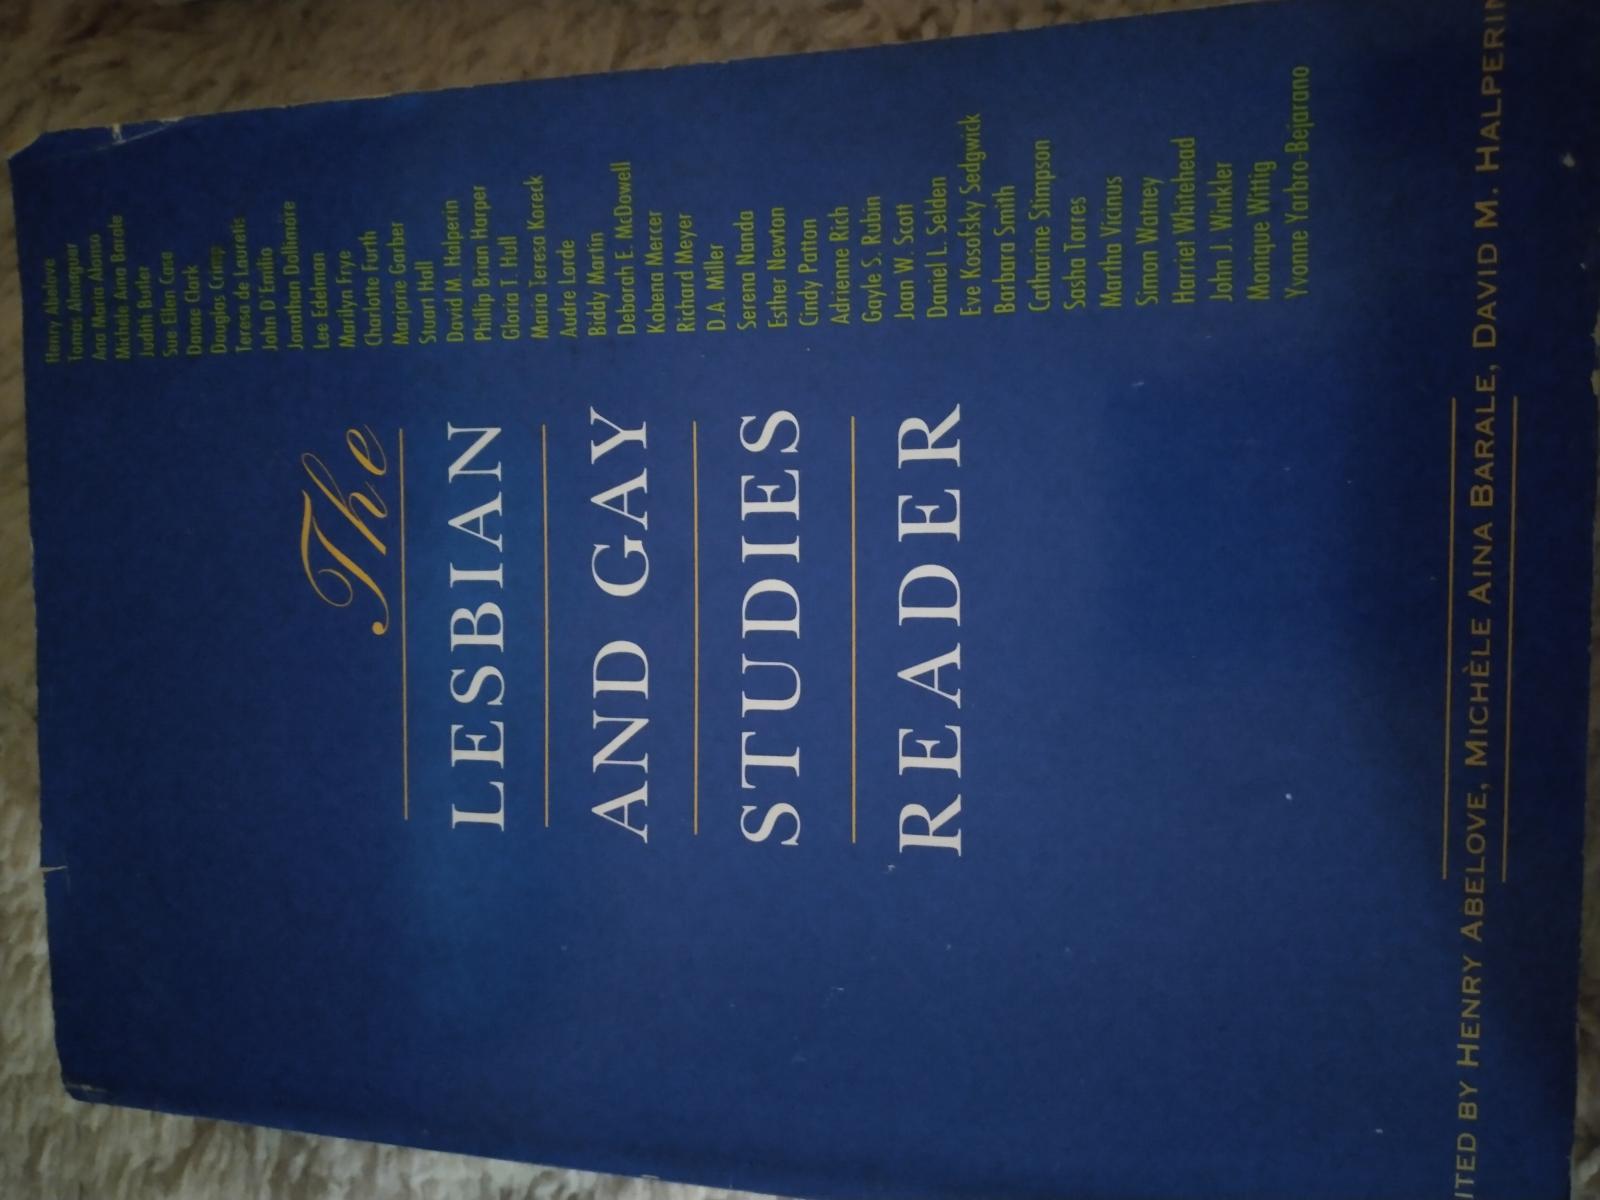 The
LESBIAN
AND GAY
STUDIES
READER
Henry Abelove
Tomás Almaguer
Ana Maria Alonso
Michèle Aina Barale
Judith Butler
Sue-Ellen Case
Danae Clark
Douglas Crimp
Teresa de Lauretis
John D'Emilio
Jonathan Dollimore
Lee Edelman
Marilyn Frye
Charlotte Furth
Marjorie Garber
Stuart Hall
David M. Halperin
Phillip Brian Harper
Gloria T. Hull
Maria Teresa Koreck
Audre Lorde
Biddy Martin
Deborah E. McDowell
Kobena Mercer
Richard Meyer
D.A. Miller
Serena Nanda
Esther Newton
Cindy Patton
Adrienne Rich
Gayle S. Rubin
Joan W. Scott
Daniel L. Selden
Eve Kosofsky Sedgwick
Barbara Smith
Catharine Stimpson
Sasha Torres
Martha Vicinus
Simon Watney
Harriet Whitehead
John J. Winkler
Monique Wittig
Yvonne Yarbro-Bejarano
ITED BY HENRY ABELOVE, MICHÈLE AINA BARALE, DAVID M. HALPERIN